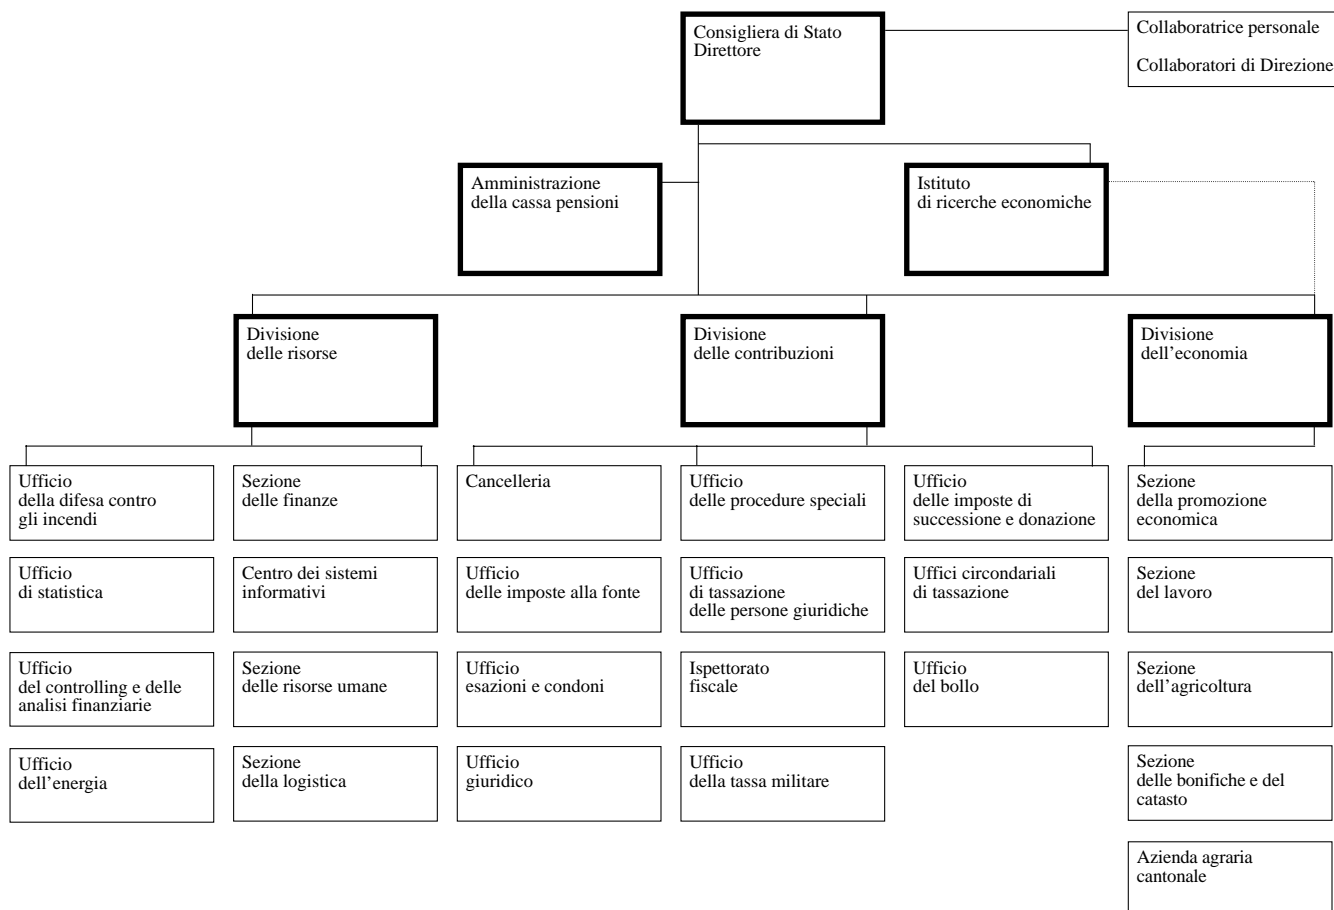 Consigliera di Stato
Direttore
Collaboratrice personale
Collaboratori di Direzione
Amministrazione
della cassa pensioni
Istituto
di ricerche economiche
Divisione
delle risorse
Divisione
delle contribuzioni
Divisione
dell'economia
Ufficio
della difesa contro
gli incendi
Sezione
delle finanze
Cancelleria
Ufficio
delle procedure speciali
Ufficio
delle imposte di
successione e donazione
Sezione
della promozione
economica
Ufficio
di statistica
Centro dei sistemi
informativi
Ufficio
delle imposte alla fonte
Ufficio
di tassazione
delle persone giuridiche
Uffici circondariali
di tassazione
Sezione
del lavoro
Ufficio
del controlling e delle
analisi finanziarie
Sezione
delle risorse umane
Ufficio
esazioni e condoni
Ispettorato
fiscale
Ufficio
del bollo
Sezione
dell'agricoltura
Ufficio
dell'energia
Sezione
della logistica
Ufficio
giuridico
Ufficio
della tassa militare
Sezione
delle bonifiche e del
catasto
Azienda agraria
cantonale